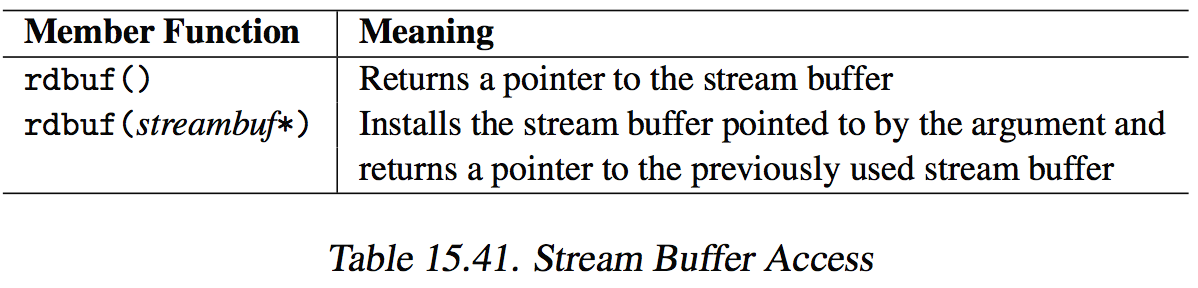 Member Function Meaning
rdbuf() Returns a pointer to the stream buffer
rdbuf(streambuf*) Installs the stream buffer pointed to by the argument and
returns a pointer to the previously used stream buffer
Table 15.41. Stream Buffer Access